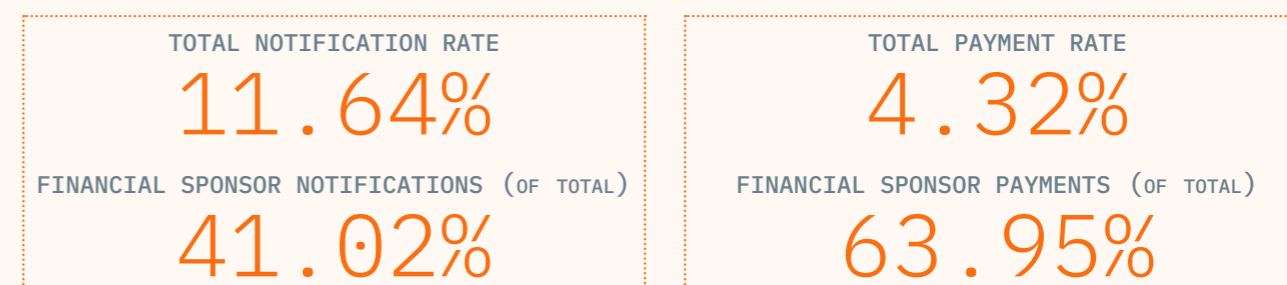 TOTAL NOTIFICATION RATE
11.64%
FINANCIAL SPONSOR NOTIFICATIONS (OF TOTAL)
41.02%
TOTAL PAYMENT RATE
4.32%
FINANCIAL SPONSOR PAYMENTS (OF TOTAL)
63.95%